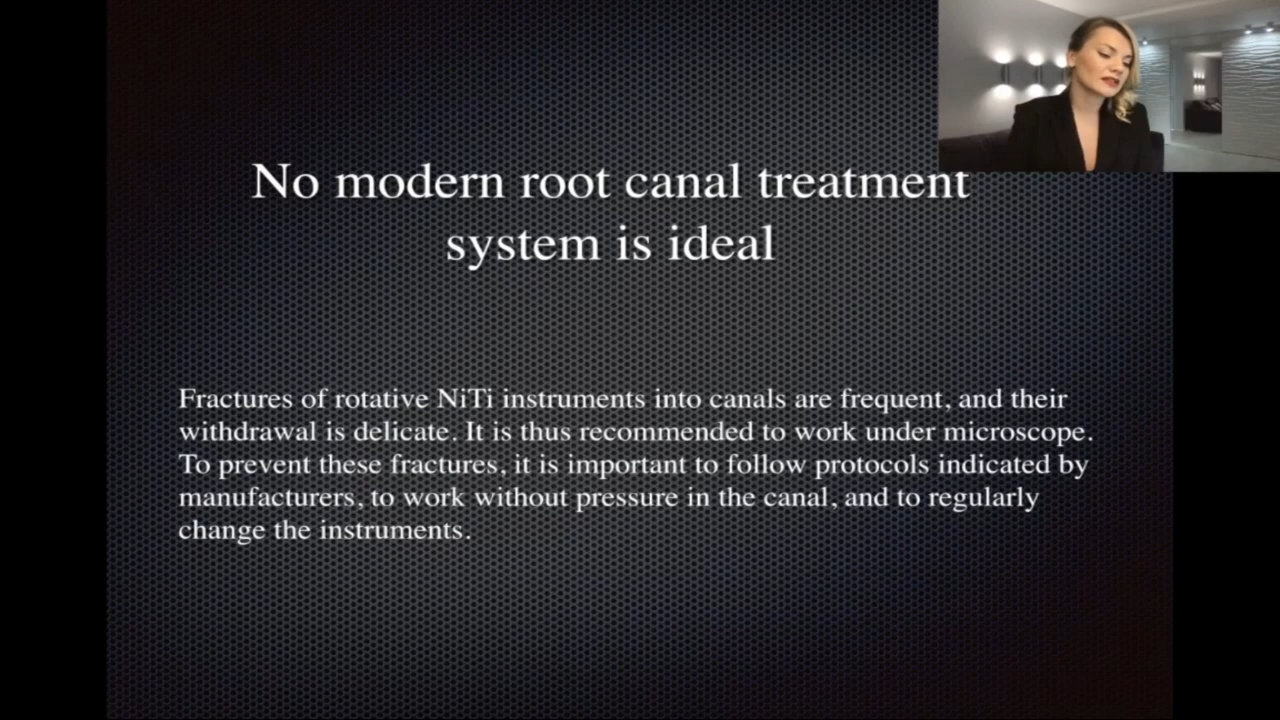 No modern root canal treatment
system is ideal
Fractures of rotative NiTi instruments into canals are frequent, and their
withdrawal is delicate. It is thus recommended to work under microscope.
To prevent these fractures, it is important to follow protocols indicated by
manufacturers, to work without pressure in the canal, and to regularly
change the instruments.